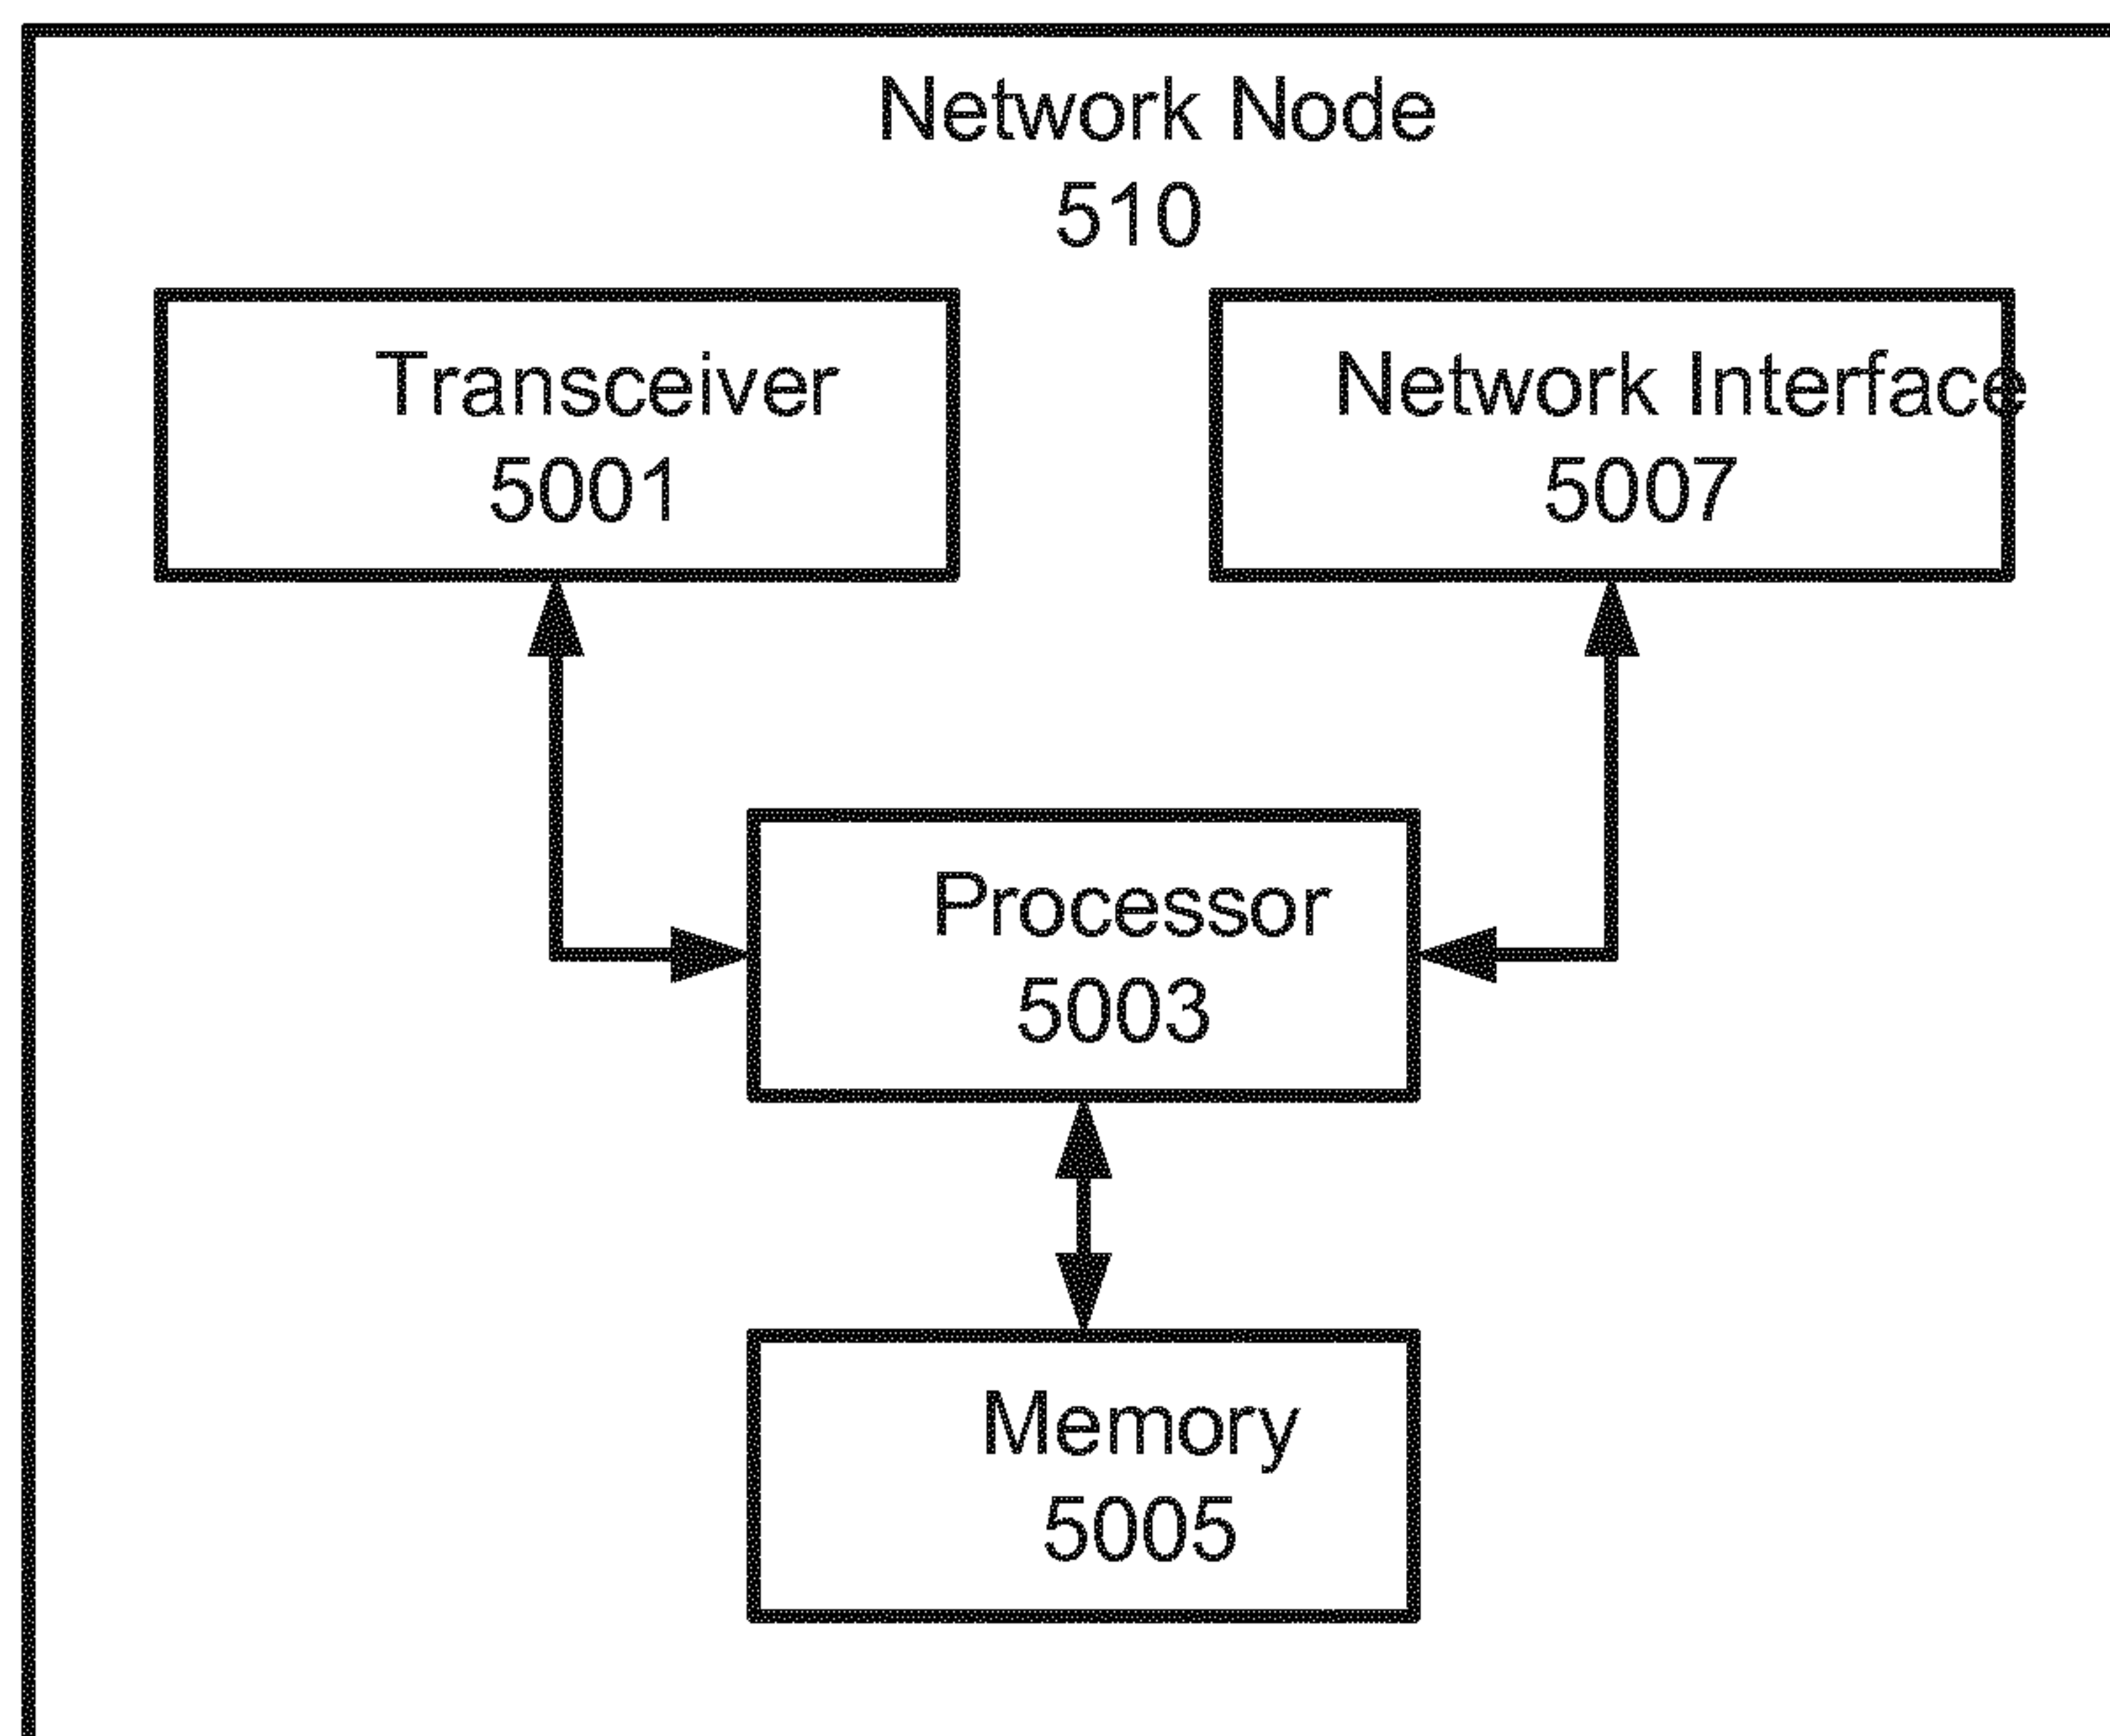 Network Node
510
Transceiver
5001
Network Interface
5007
Processor
5003
Memory
5005